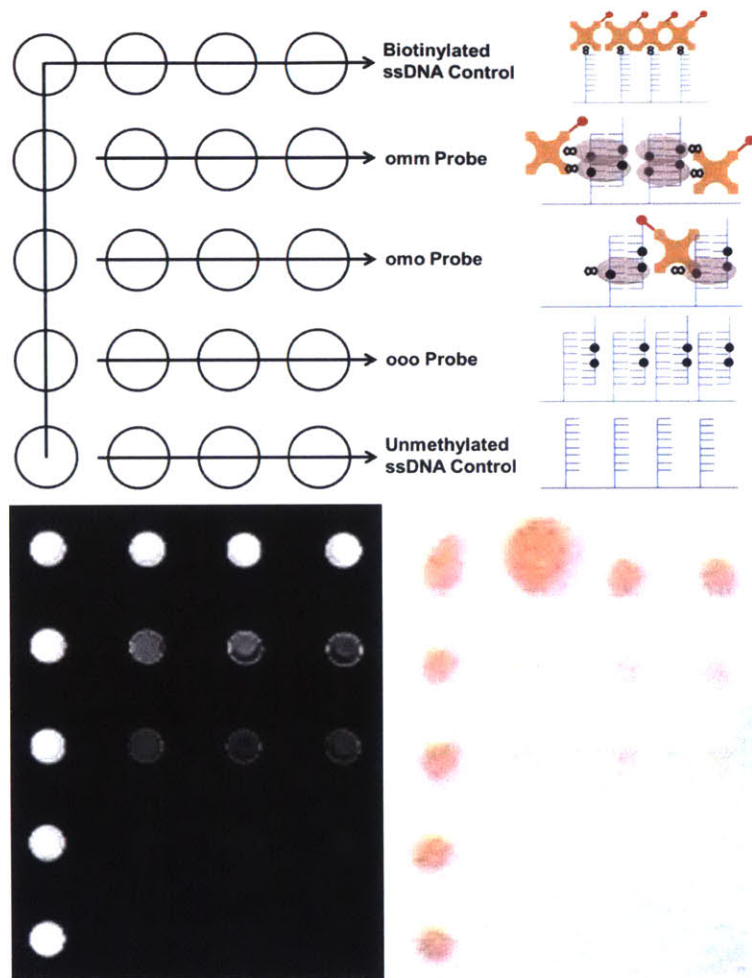 Biotinylated
ssDNA Control
omm Probe
omo Probe
ooo Probe
Unmethylated
ssDNA Control